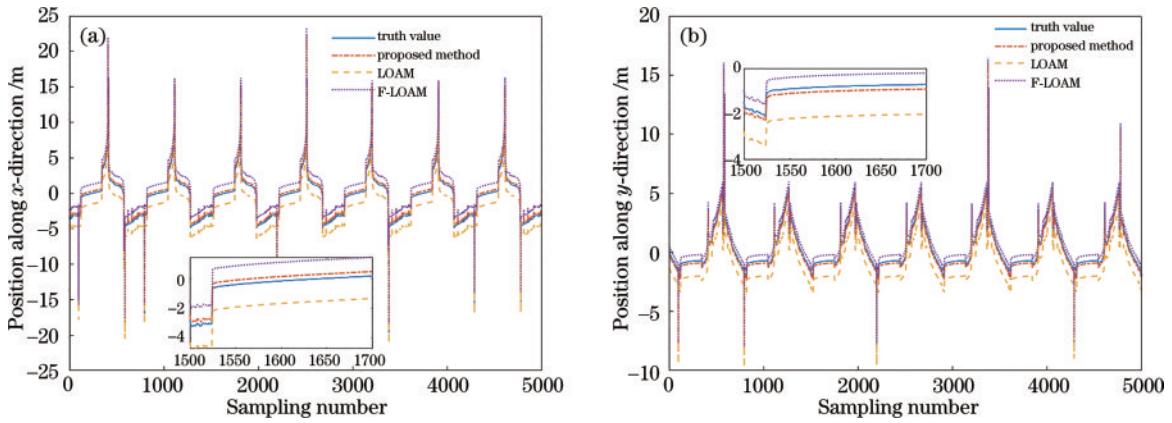 (a)
truth value
proposed method
LOAM
F-LOAM
25
20
15
10
5
0
−5
−10
−15
−20
−25
Position along x-direction /m
0
−2
−4
1500 1550 1600 1650 1700
0 1000 2000 3000 4000 5000
Sampling number
(b)
truth value
proposed method
LOAM
F-LOAM
20
15
10
5
0
−5
−10
Position along y-direction /m
0
−2
−4
1500 1550 1600 1650 1700
0 1000 2000 3000 4000 5000
Sampling number